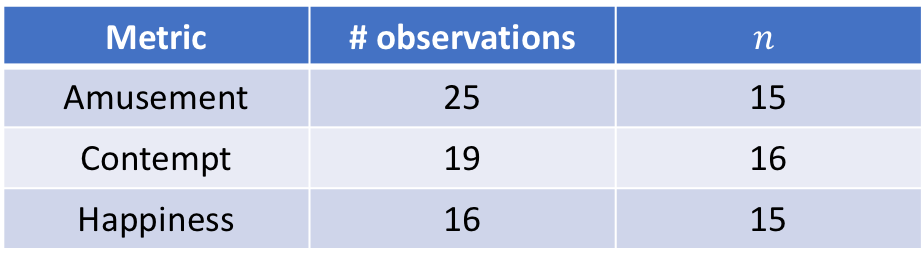 Metric # observations n
Amusement 25 15
Contempt 19 16
Happiness 16 15